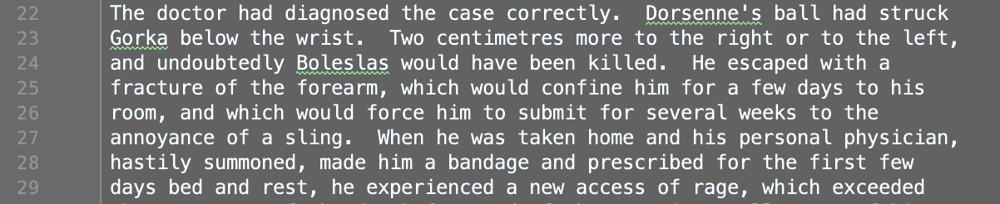 22 The doctor had diagnosed the case correctly.  Dorsenne's ball had struck
23 Gorka below the wrist.  Two centimetres more to the right or to the left,
24 and undoubtedly Boleslas would have been killed.  He escaped with a
25 fracture of the forearm, which would confine him for a few days to his
26 room, and which would force him to submit for several weeks to the
27 annoyance of a sling.  When he was taken home and his personal physician,
28 hastily summoned, made him a bandage and prescribed for the first few
29 days bed and rest, he experienced a new access of rage, which exceeded